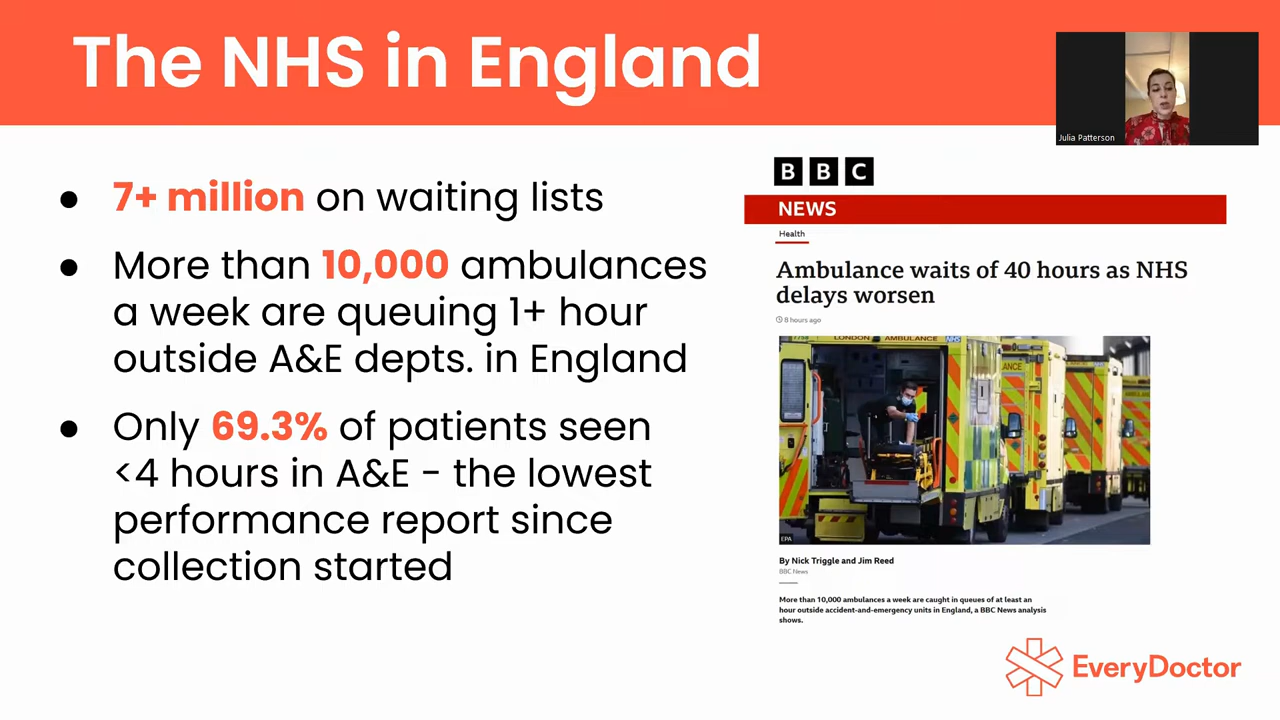 The NHS in England
Julia Patterson
● 7+ million on waiting lists
● More than 10,000 ambulances
a week are queuing 1+ hour
outside A&E depts. in England
● Only 69.3% of patients seen
<4 hours in A&E - the lowest
performance report since
collection started
BBC
NEWS
Health
Ambulance waits of 40 hours as NHS
delays worsen
8 hours ago
LONDON AMBULANCE NHS
EPA
By Nick Triggle and Jim Reed
BBC News
More than 10,000 ambulances a week are caught in queues of at least an
hour outside accident-and-emergency units in England, a BBC News analysis
shows.
EveryDoctor